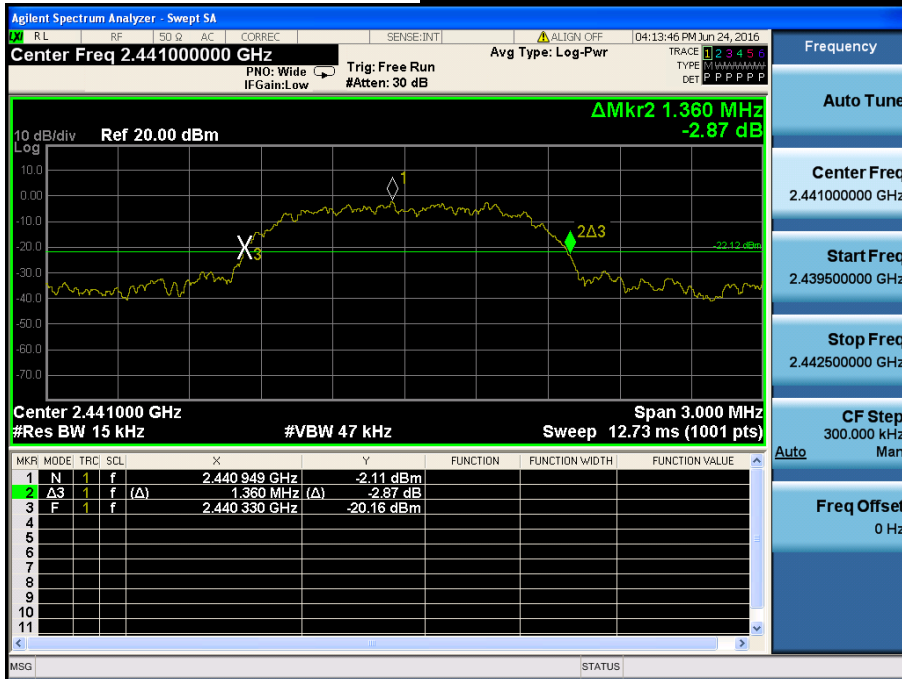 Agilent Spectrum Analyzer - Swept SA
LXI RL RF 50 Ω AC CORREC SENSE:INT ALIGN OFF 04:13:46 PM Jun 24, 2016
Center Freq 2.441000000 GHz
PNO: Wide
IFGain:Low
Trig: Free Run
#Atten: 30 dB
Avg Type: Log-Pwr
TRACE 1 2 3 4 5 6
TYPE M WWWWW
DET P P P P P P
ΔMkr2 1.360 MHz
-2.87 dB
10 dB/div Ref 20.00 dBm
Log
10.0
0.00
-10.0
-20.0
-30.0
-40.0
-50.0
-60.0
-70.0
1
2Δ3
X3
-22.12 dBm
Center 2.441000 GHz Span 3.000 MHz
#Res BW 15 kHz #VBW 47 kHz Sweep 12.73 ms (1001 pts)
MKR MODE TRC SCL X Y FUNCTION FUNCTION WIDTH FUNCTION VALUE
1 N 1 f 2.440 949 GHz -2.11 dBm
2 Δ3 1 f (Δ) 1.360 MHz (Δ) -2.87 dB
3 F 1 f 2.440 330 GHz -20.16 dBm
4
5
6
7
8
9
10
11
MSG STATUS
Frequency
Auto Tune
Center Freq
2.441000000 GHz
Start Freq
2.439500000 GHz
Stop Freq
2.442500000 GHz
CF Step
300.000 kHz
Auto Man
Freq Offset
0 Hz